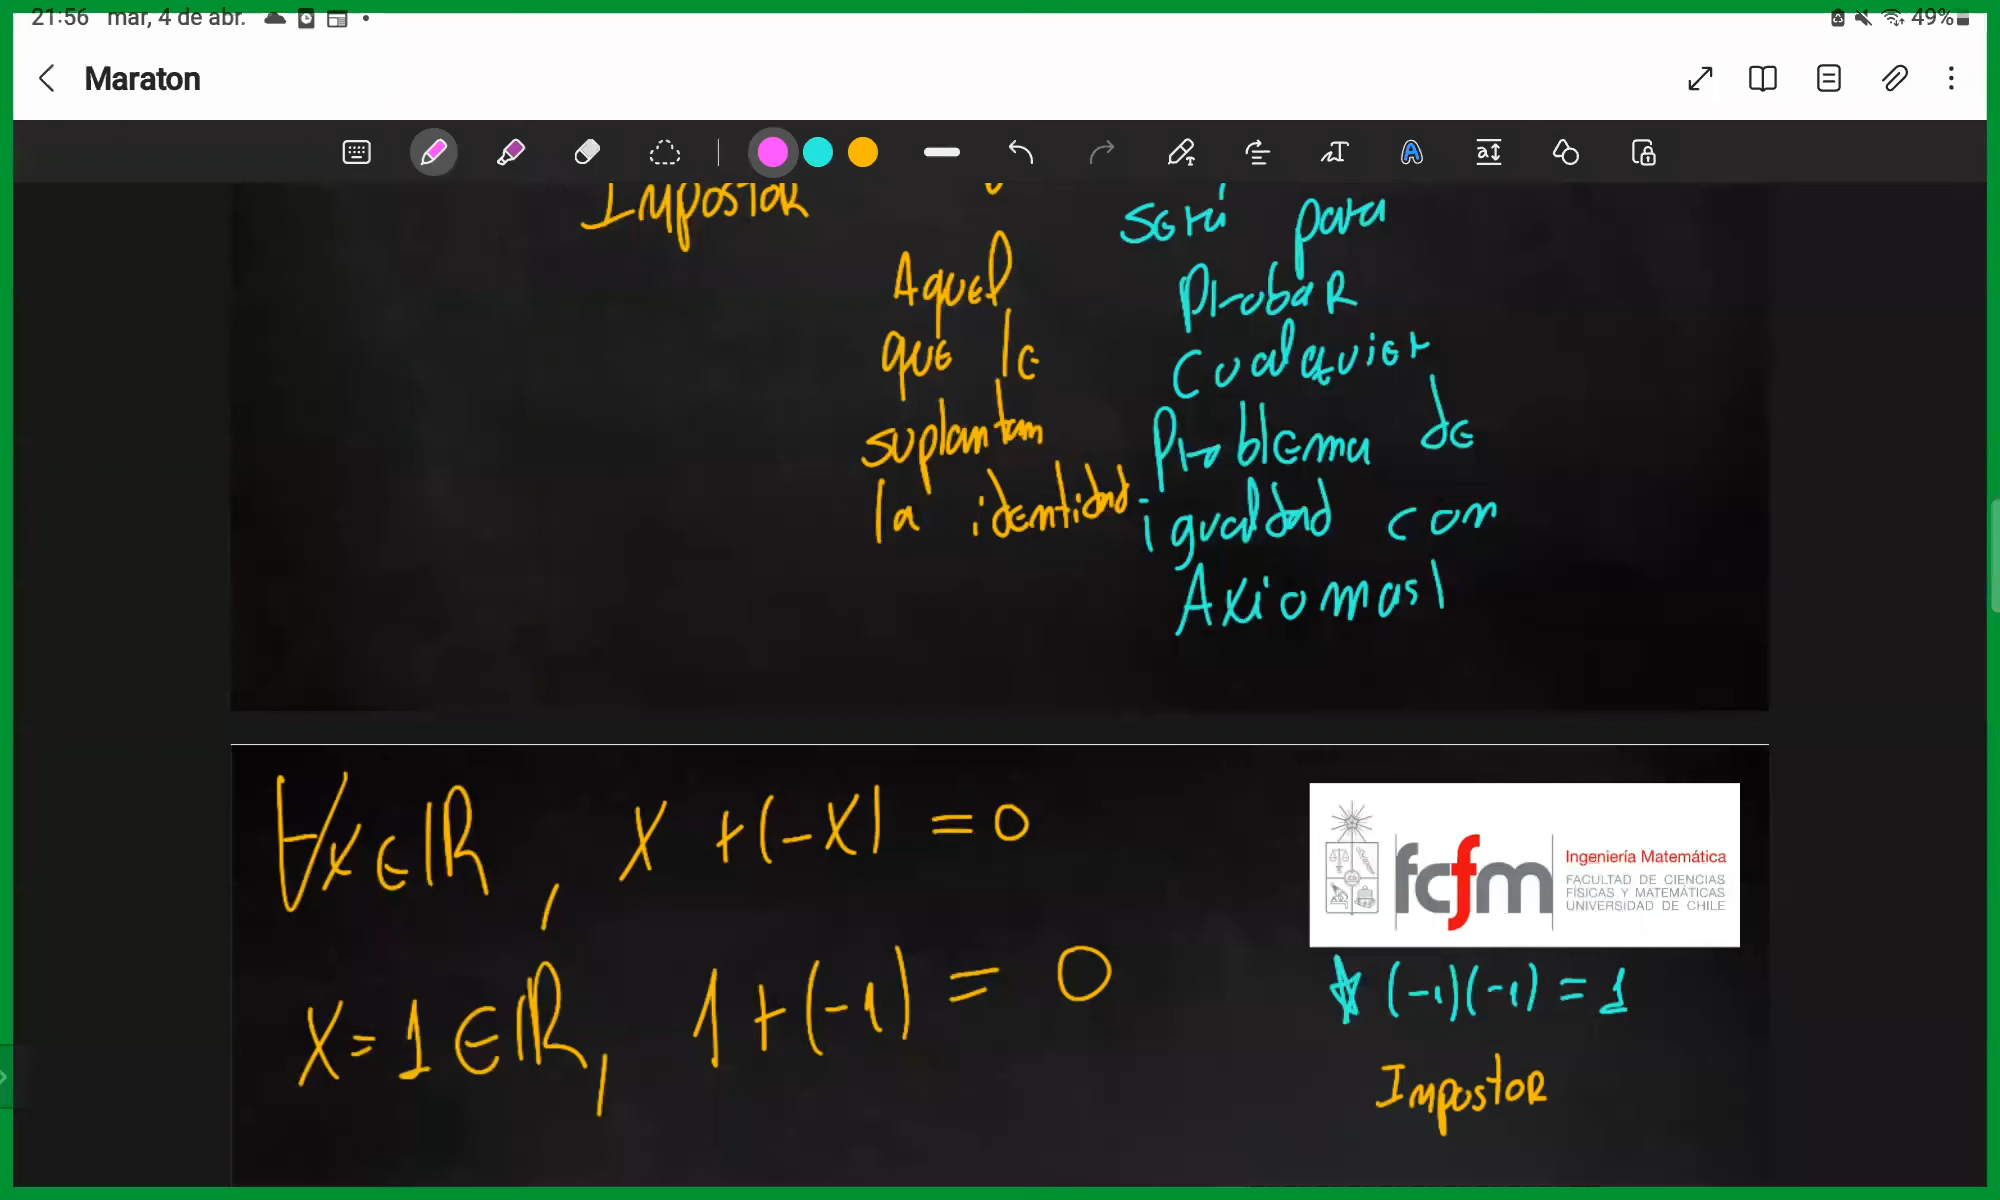 21:56 mar, 4 de abr. 49%
Maraton
Impostor
Aquel
que le
suplantan
la identidad.
Será para
Probar
Cualquier
Problema de
igualdad con
Axiomas!
∀x∈ℝ, x+(-x)=0
x=1∈ℝ, 1+(-1)=0
fcfm
Ingeniería Matemática
FACULTAD DE CIENCIAS
FÍSICAS Y MATEMÁTICAS
UNIVERSIDAD DE CHILE
☆ (-1)(-1)=1
Impostor